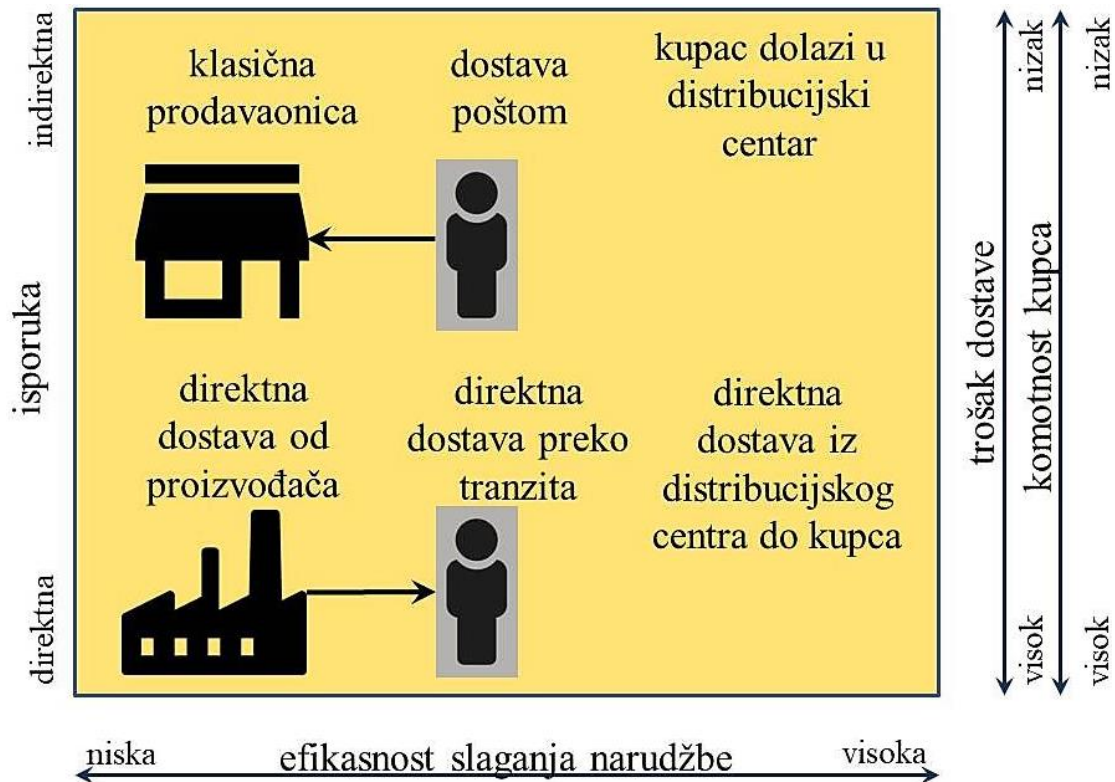 indirektna
isporuka
direktna
klasična
prodavaonica
dostava
poštom
kupac dolazi u
distribucijski
centar
direktna
dostava od
proizvođača
direktna
dostava preko
tranzita
direktna
dostava iz
distribucijskog
centra do kupca
nizak
trošak dostave
visok
nizak
komotnost kupca
visok
niska
efikasnost slaganja narudžbe
visoka